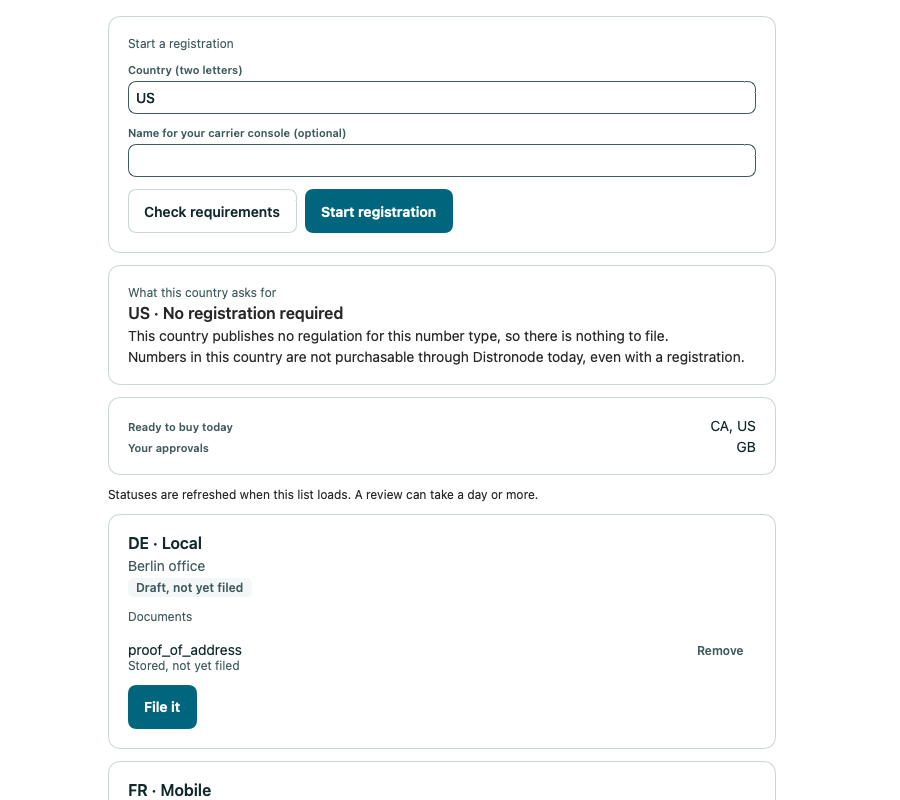 Start a registration
Country (two letters)
US
Name for your carrier console (optional)
Check requirements
Start registration
What this country asks for
US · No registration required
This country publishes no regulation for this number type, so there is nothing to file.
Numbers in this country are not purchasable through Distronode today, even with a registration.
Ready to buy today
CA, US
Your approvals
GB
Statuses are refreshed when this list loads. A review can take a day or more.
DE · Local
Berlin office
Draft, not yet filed
Documents
proof_of_address
Remove
Stored, not yet filed
File it
FR · Mobile